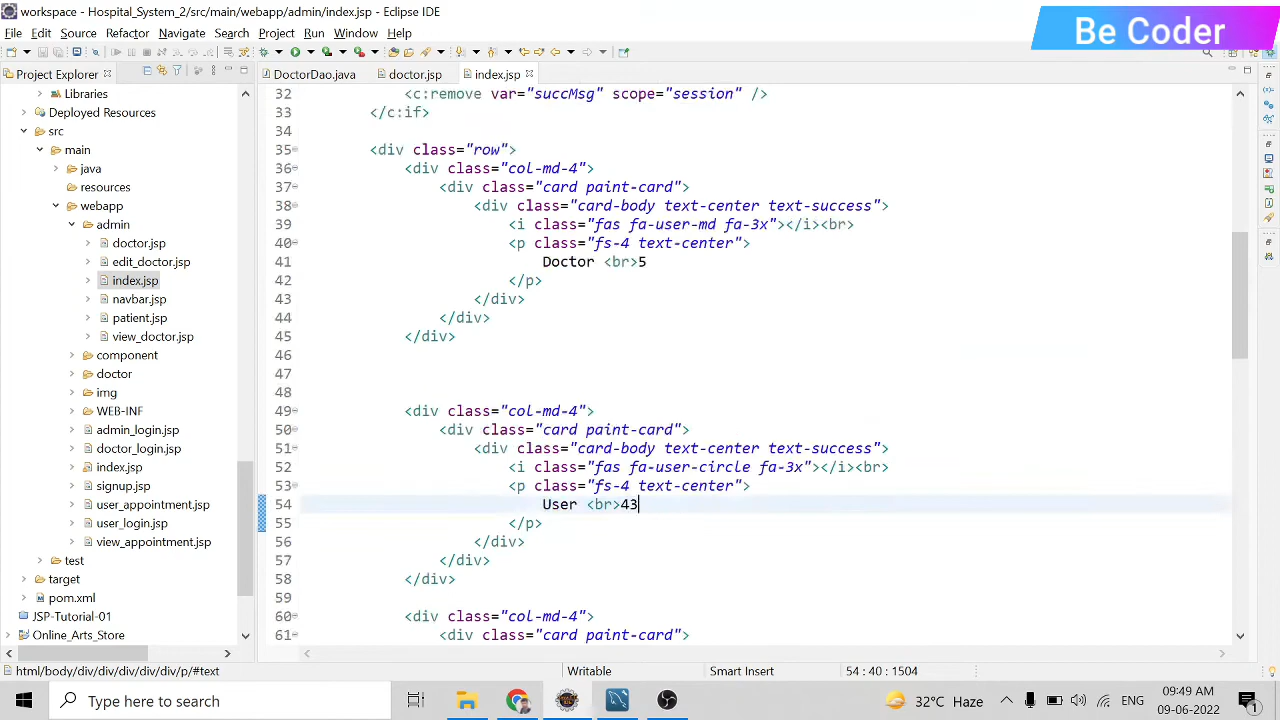 workspace - Hospital_System_2/src/main/webapp/admin/index.jsp - Eclipse IDE
Be Coder
File Edit Source Refactor Navigate Search Project Run Window Help
Project Explorer
DoctorDao.java doctor.jsp index.jsp
Libraries
Deployed Resources
src
main
java
resources
webapp
admin
doctor.jsp
edit_doctor.jsp
index.jsp
navbar.jsp
patient.jsp
view_doctor.jsp
component
doctor
img
WEB-INF
admin_login.jsp
doctor_login.jsp
index.jsp
signup.jsp
user_appointment.jsp
user_login.jsp
view_appointment.jsp
test
target
pom.xml
JSP-Tutorial-01
Online_Arts_Store
32 <c:remove var="succMsg" scope="session" />
33 </c:if>
34
35 <div class="row">
36 <div class="col-md-4">
37 <div class="card paint-card">
38 <div class="card-body text-center text-success">
39 <i class="fas fa-user-md fa-3x"></i><br>
40 <p class="fs-4 text-center">
41 Doctor <br>5
42 </p>
43 </div>
44 </div>
45 </div>
46
47
48
49 <div class="col-md-4">
50 <div class="card paint-card">
51 <div class="card-body text-center text-success">
52 <i class="fas fa-user-circle fa-3x"></i><br>
53 <p class="fs-4 text-center">
54 User <br>43
55 </p>
56 </div>
57 </div>
58 </div>
59
60 <div class="col-md-4">
61 <div class="card paint-card">
html/body/div/div/div/div/p/#text Writable Smart Insert 54 : 40 : 1504
Type here to search
32°C Haze ENG 09:49 AM
09-06-2022
1